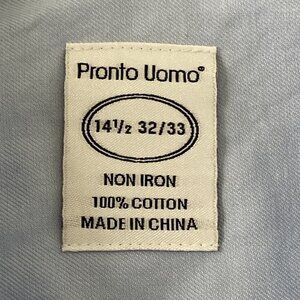 Pronto Uomo®
14½ 32/33
NON IRON
100% COTTON
MADE IN CHINA